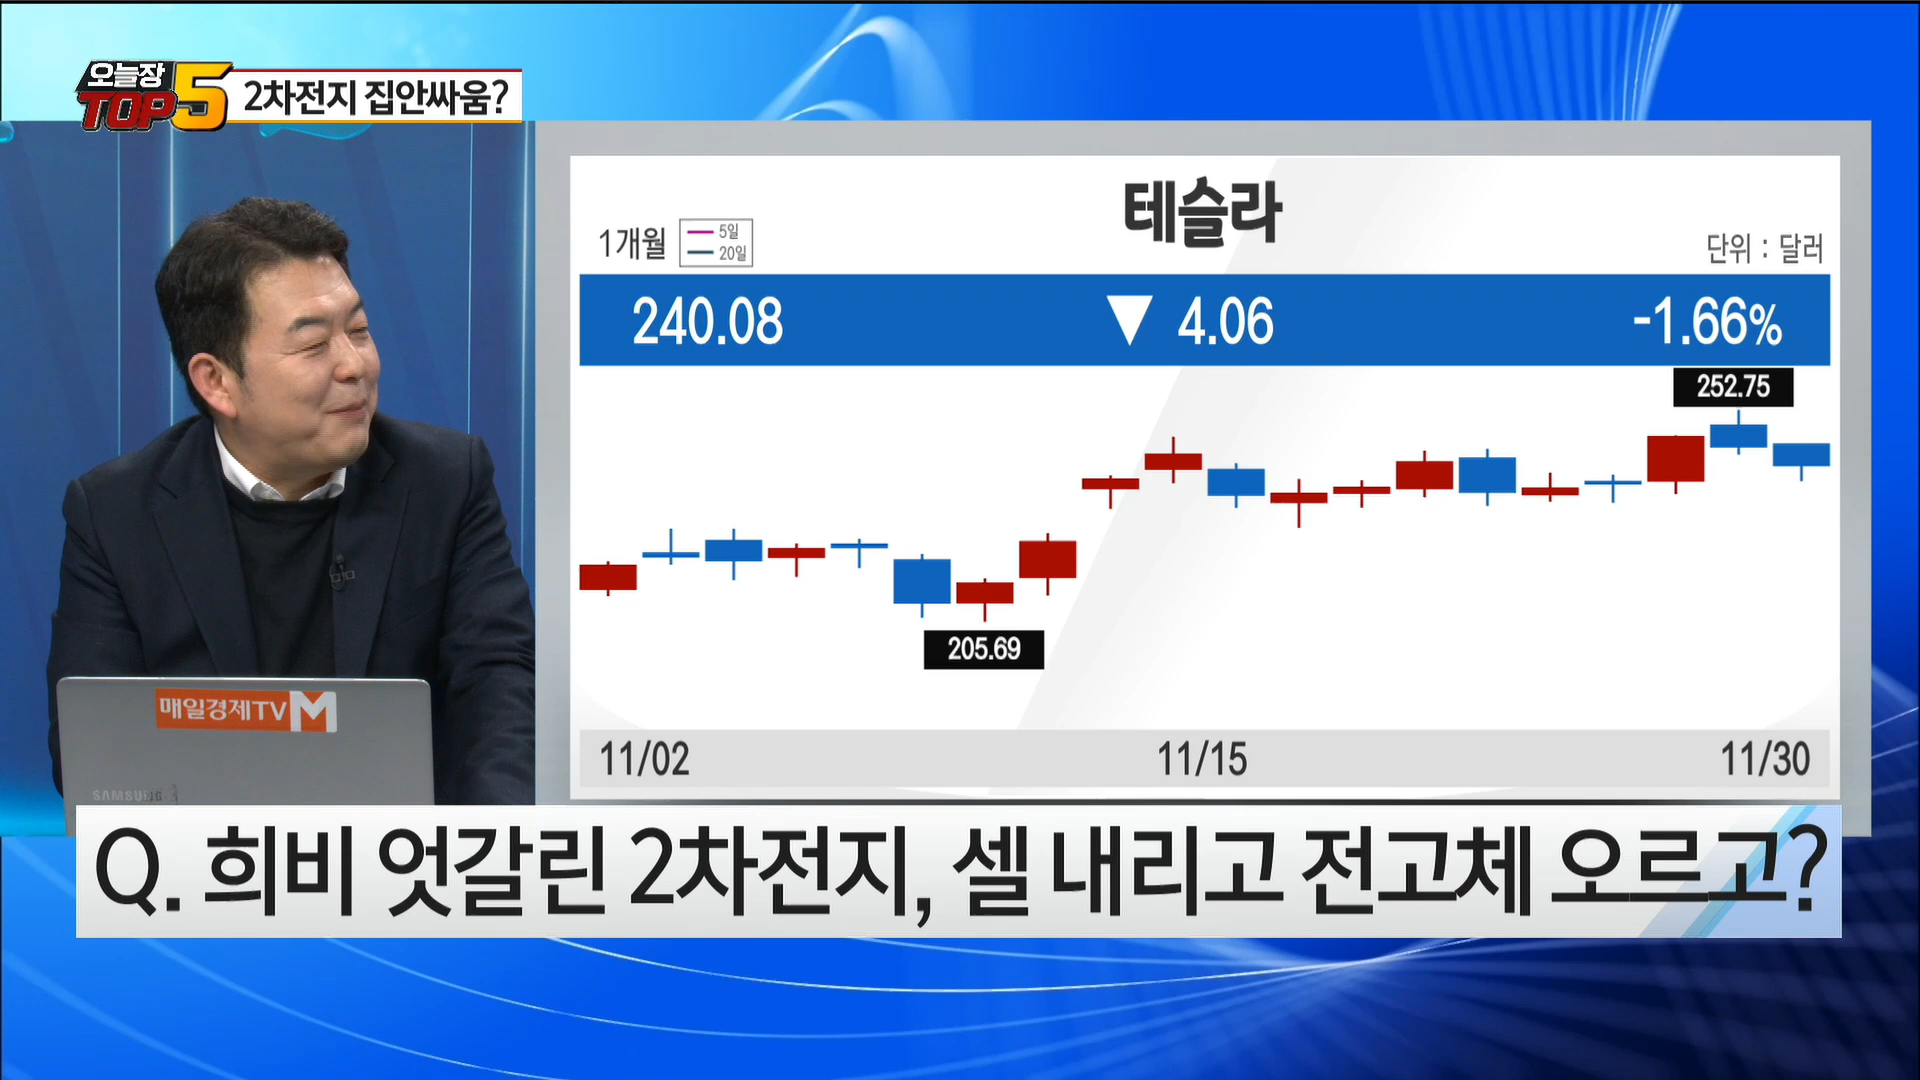 오늘장
TOP5
2차전지 집안싸움?
테슬라
1개월
5일
20일
단위 : 달러
240.08 ▼ 4.06 -1.66%
252.75
205.69
11/02 11/15 11/30
매일경제TV M
SAMSUNG
Q. 희비 엇갈린 2차전지, 셀 내리고 전고체 오르고?